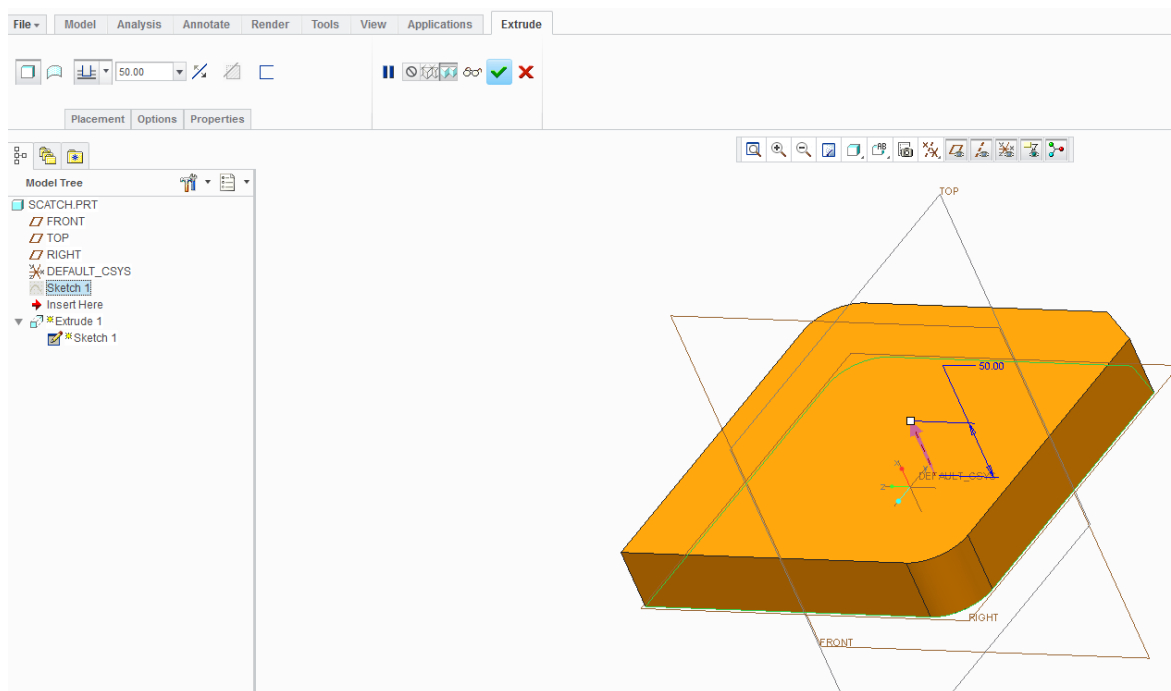 File Model Analysis Annotate Render Tools View Applications Extrude
50.00
Placement Options Properties
Model Tree
SCATCH.PRT
FRONT
TOP
RIGHT
DEFAULT_CSYS
Sketch 1
Insert Here
Extrude 1
Sketch 1
TOP
50.00
DEFAULT_CSYS
Z
RIGHT
FRONT